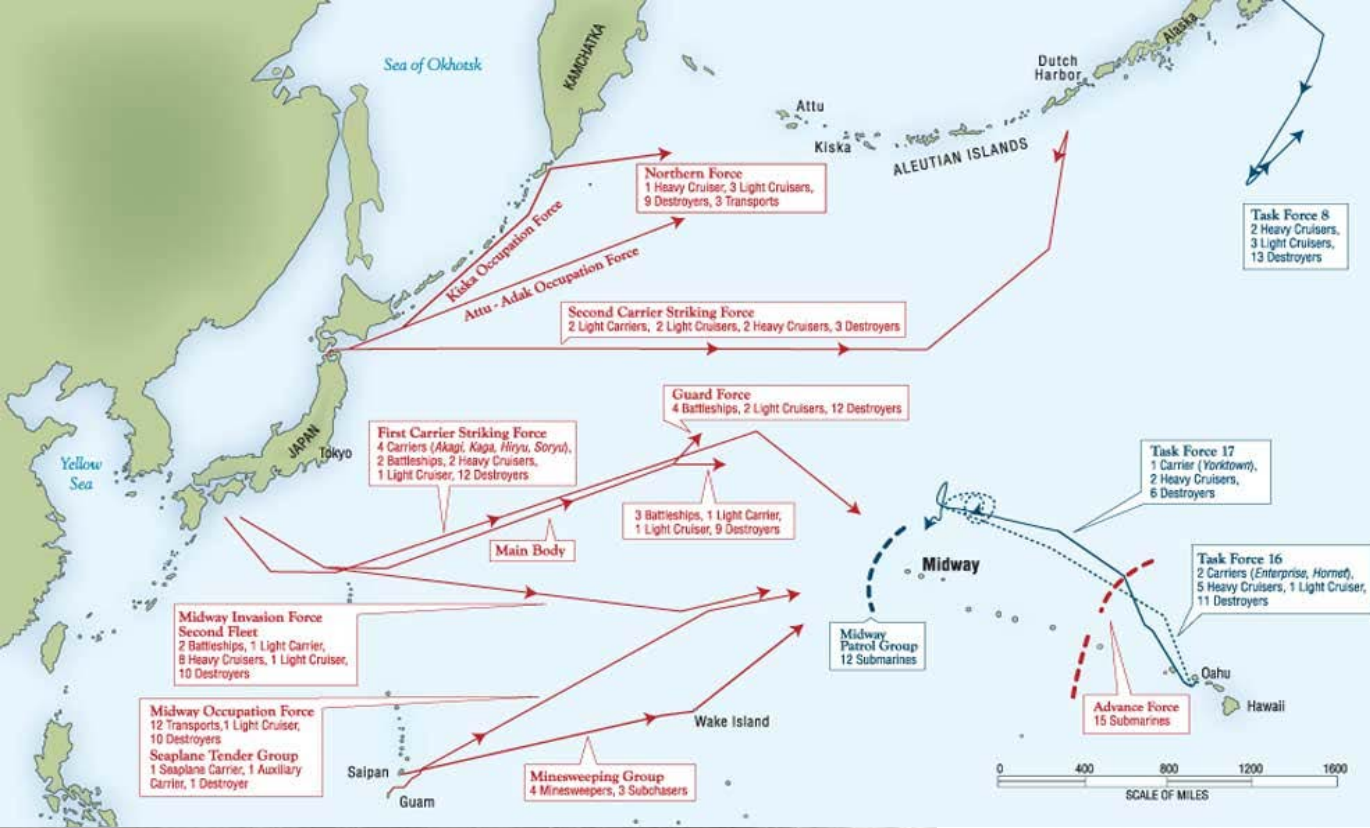 Sea of Okhotsk
KAMCHATKA
Alaska
Dutch
Harbor
Attu
Kiska
ALEUTIAN ISLANDS
Northern Force
1 Heavy Cruiser, 3 Light Cruisers,
9 Destroyers, 3 Transports
Kiska Occupation Force
Attu - Adak Occupation Force
Task Force 8
2 Heavy Cruisers,
3 Light Cruisers,
13 Destroyers
Second Carrier Striking Force
2 Light Carriers, 2 Light Cruisers, 2 Heavy Cruisers, 3 Destroyers
Guard Force
4 Battleships, 2 Light Cruisers, 12 Destroyers
JAPAN
Tokyo
Yellow
Sea
First Carrier Striking Force
4 Carriers (Akagi, Kaga, Hiryu, Soryu),
2 Battleships, 2 Heavy Cruisers,
1 Light Cruiser, 12 Destroyers
Task Force 17
1 Carrier (Yorktown),
2 Heavy Cruisers,
6 Destroyers
3 Battleships, 1 Light Carrier,
1 Light Cruiser, 9 Destroyers
Main Body
Midway
Task Force 16
2 Carriers (Enterprise, Hornet),
5 Heavy Cruisers, 1 Light Cruiser,
11 Destroyers
Midway Invasion Force
Second Fleet
2 Battleships, 1 Light Carrier,
8 Heavy Cruisers, 1 Light Cruiser,
10 Destroyers
Midway
Patrol Group
12 Submarines
Oahu
Hawaii
Advance Force
15 Submarines
Midway Occupation Force
12 Transports,1 Light Cruiser,
10 Destroyers
Seaplane Tender Group
1 Seaplane Carrier, 1 Auxiliary
Carrier, 1 Destroyer
Wake Island
Saipan
Guam
Minesweeping Group
4 Minesweepers, 3 Subchasers
0 400 800 1200 1600
SCALE OF MILES